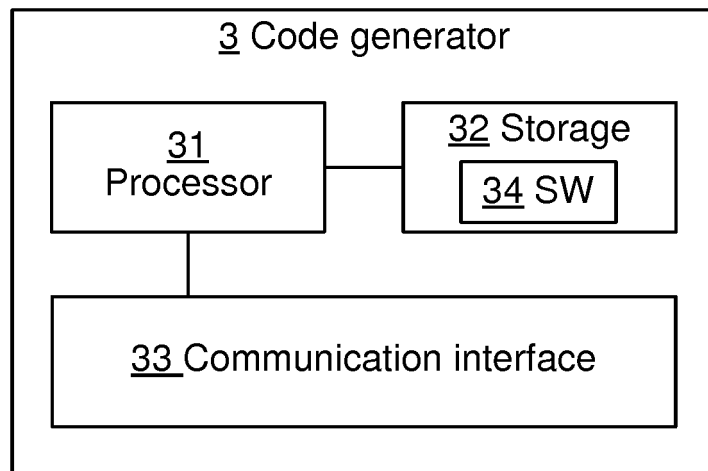 3 Code generator
31
Processor
32 Storage
34 SW
33 Communication interface